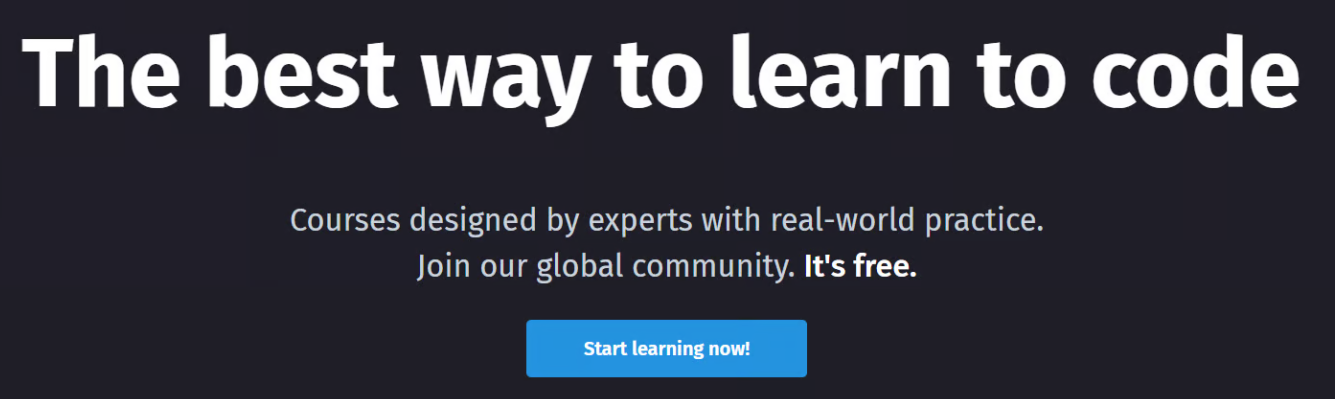 The best way to learn to code
Courses designed by experts with real-world practice.
Join our global community. It's free.
Start learning now!